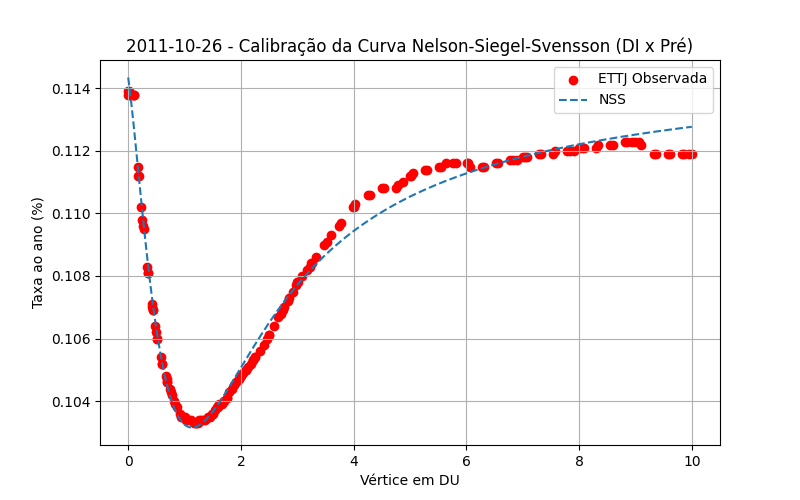 2011-10-26 - Calibração da Curva Nelson-Siegel-Svensson (DI x Pré)
ETTJ Observada
NSS
Taxa ao ano (%)
0.114
0.112
0.110
0.108
0.106
0.104
0 2 4 6 8 10
Vértice em DU